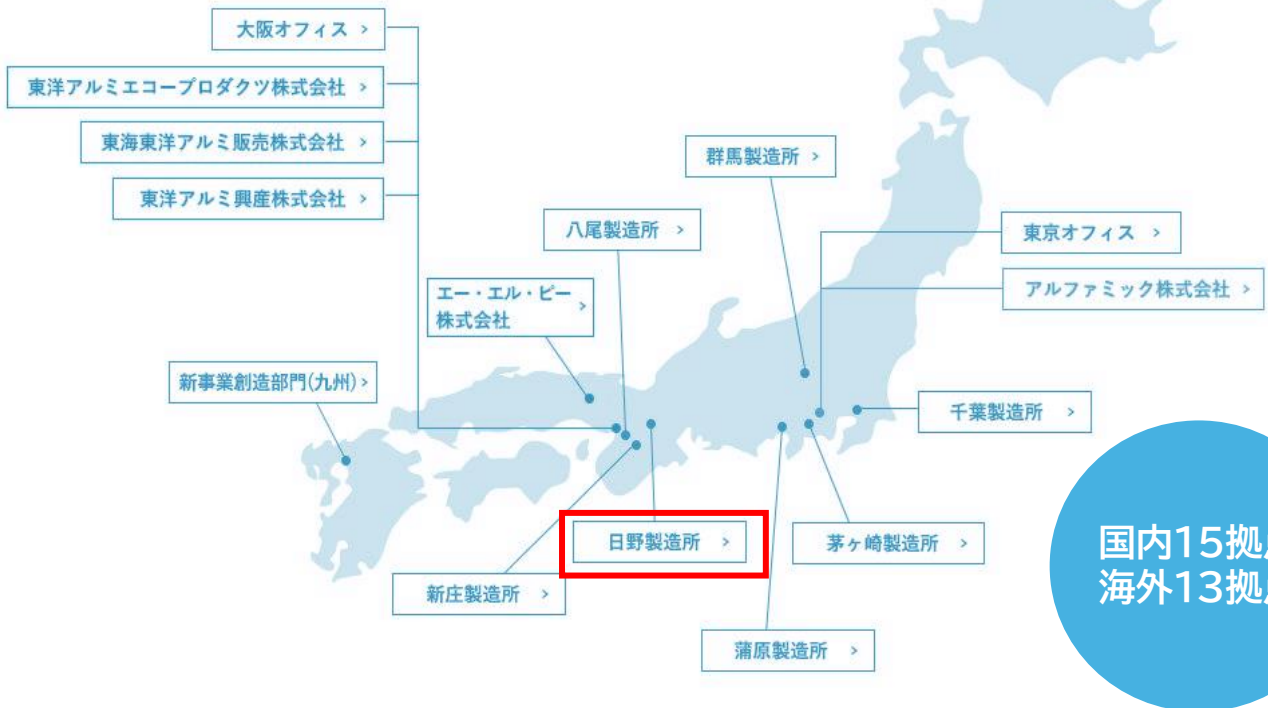 大阪オフィス >
東洋アルミエコープロダクツ株式会社 >
東海東洋アルミ販売株式会社 >
東洋アルミ興産株式会社 >
群馬製造所 >
八尾製造所 >
東京オフィス >
アルファミック株式会社 >
エー・エル・ピー
株式会社 >
新事業創造部門(九州) >
千葉製造所 >
日野製造所 >
茅ヶ崎製造所 >
新庄製造所 >
蒲原製造所 >
国内15拠
海外13拠